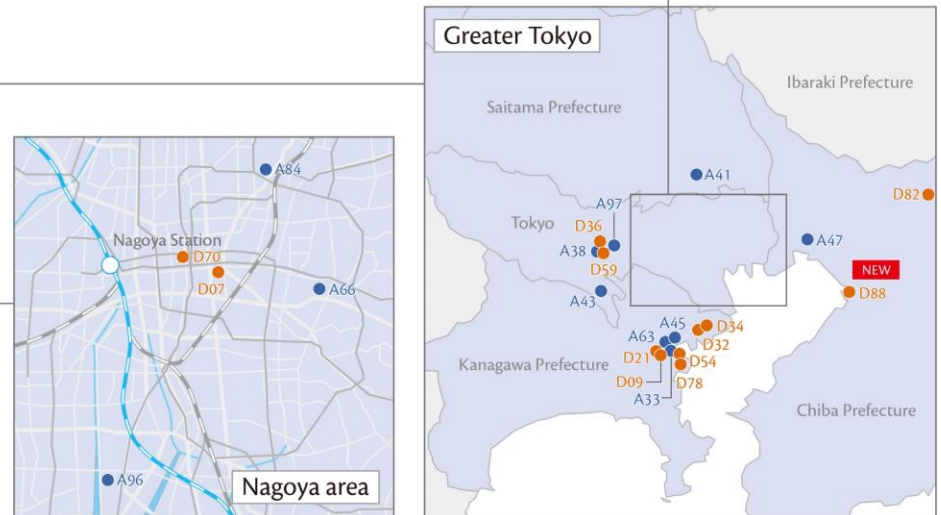 Greater Tokyo
Ibaraki Prefecture
Saitama Prefecture
A84
A41
D82
A97
Tokyo
D36
Nagoya Station
A38
A47
D70
D59
NEW
D07
A66
A43
D88
A45
D34
A63
D32
Kanagawa Prefecture
D21
D54
D09
D78
A33
Chiba Prefecture
A96
Nagoya area